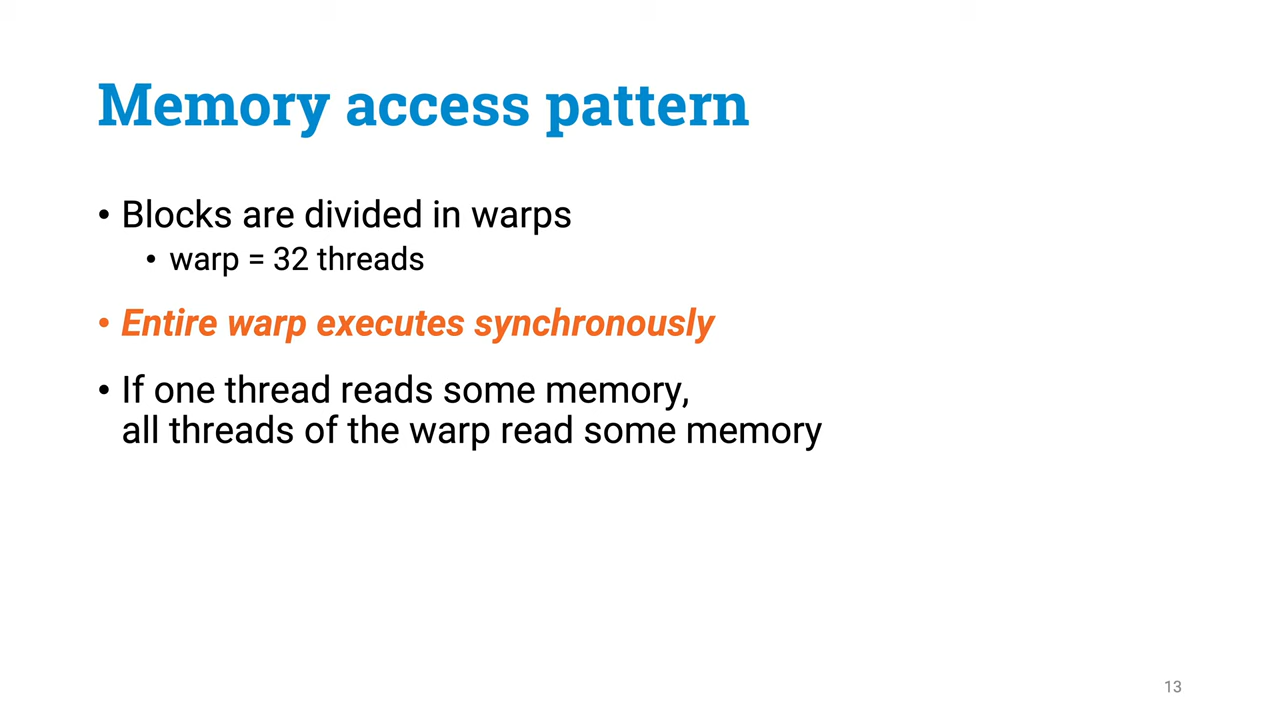 Memory access pattern
• Blocks are divided in warps
• warp = 32 threads
• Entire warp executes synchronously
• If one thread reads some memory,
all threads of the warp read some memory
13